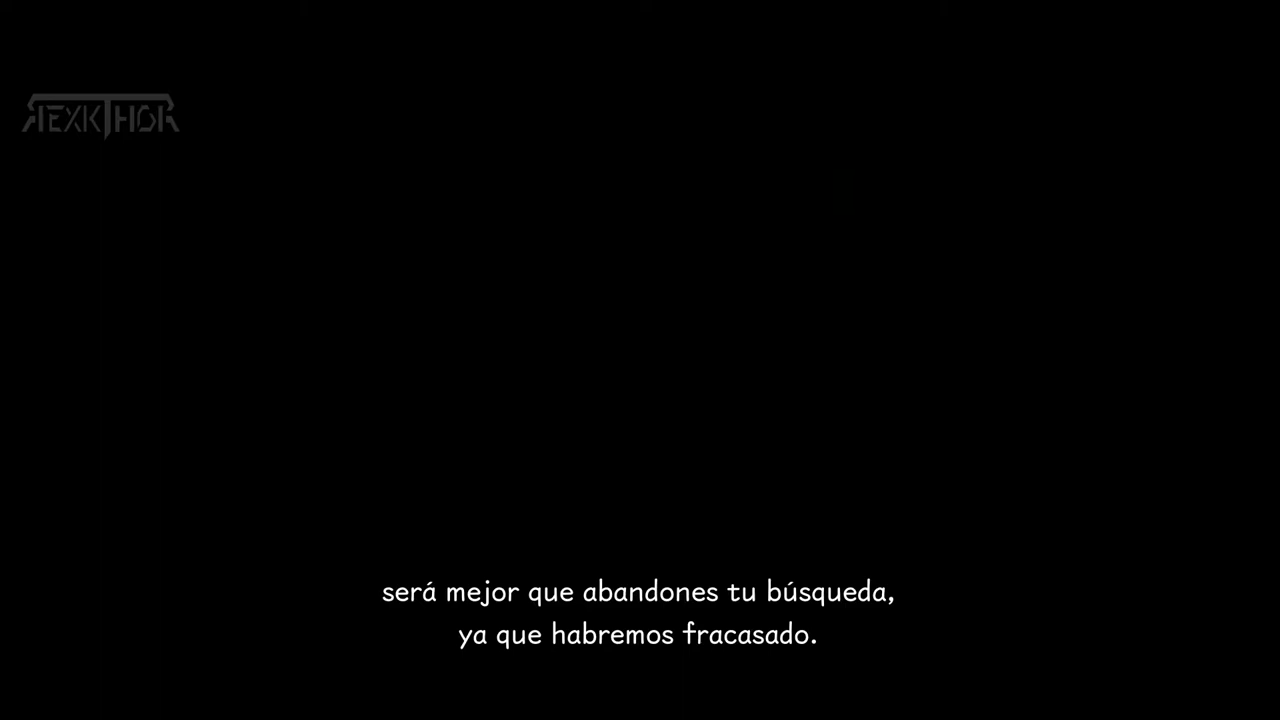 REXKTHOR
será mejor que abandones tu búsqueda,
ya que habremos fracasado.